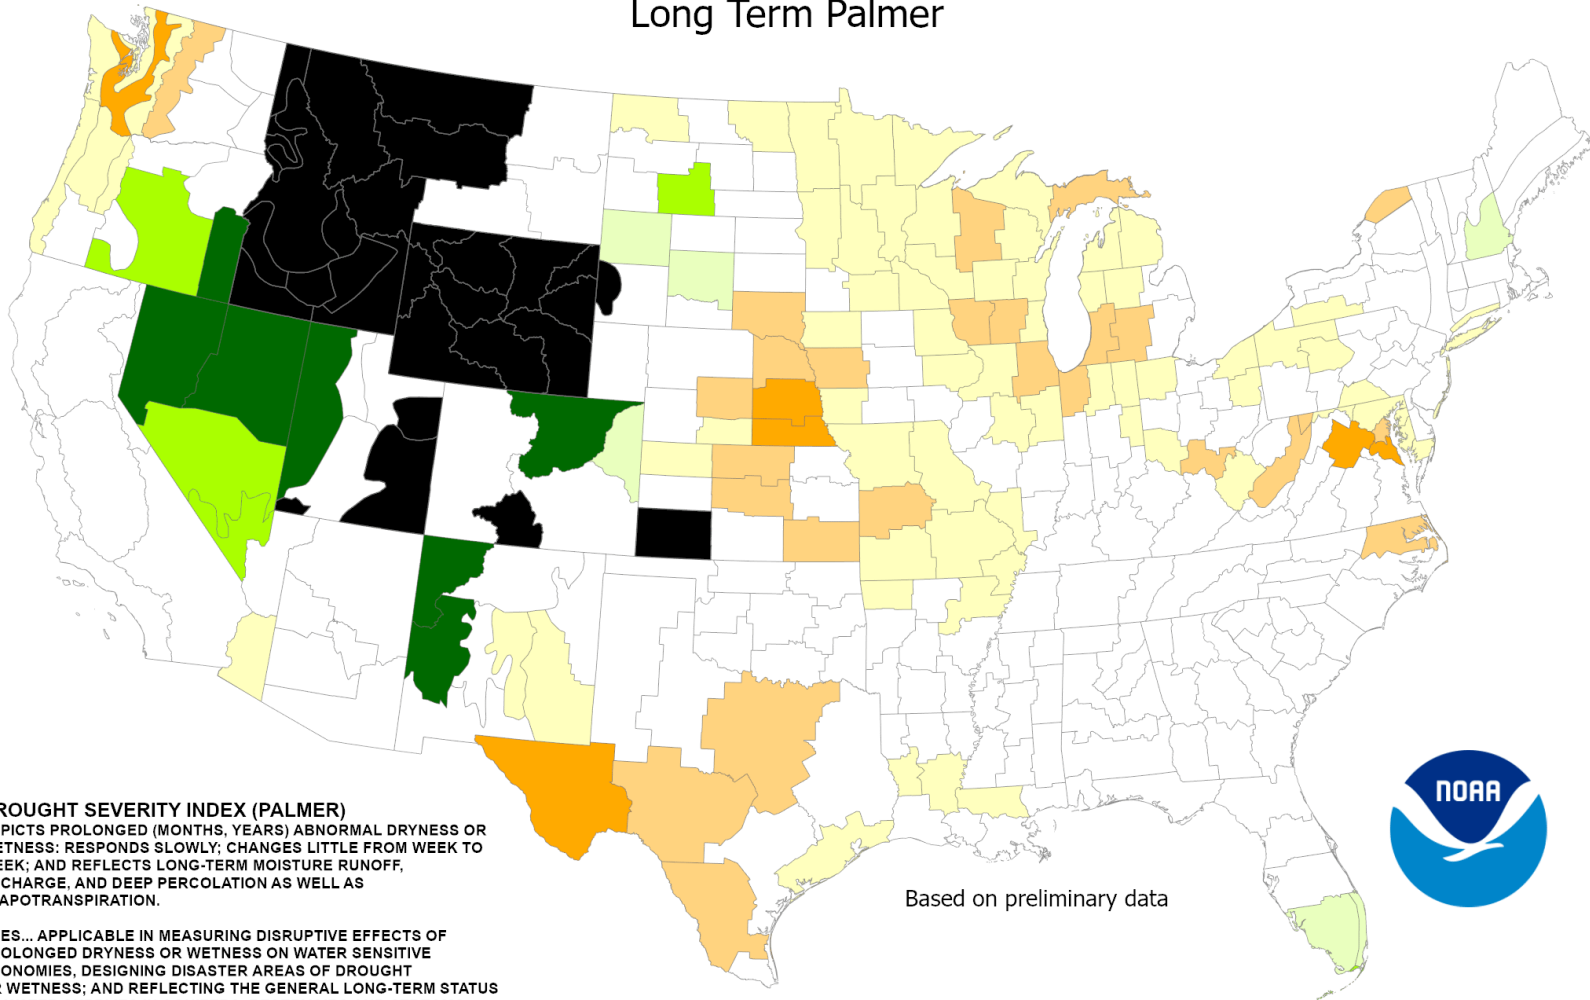 Long Term Palmer
ROUGHT SEVERITY INDEX (PALMER)
PICTS PROLONGED (MONTHS, YEARS) ABNORMAL DRYNESS OR
ETNESS: RESPONDS SLOWLY; CHANGES LITTLE FROM WEEK TO
EEK; AND REFLECTS LONG-TERM MOISTURE RUNOFF,
CHARGE, AND DEEP PERCOLATION AS WELL AS
APOTRANSPIRATION.
ES... APPLICABLE IN MEASURING DISRUPTIVE EFFECTS OF
OLONGED DRYNESS OR WETNESS ON WATER SENSITIVE
ONOMIES, DESIGNING DISASTER AREAS OF DROUGHT
R WETNESS; AND REFLECTING THE GENERAL LONG-TERM STATUS
Based on preliminary data
NOAA